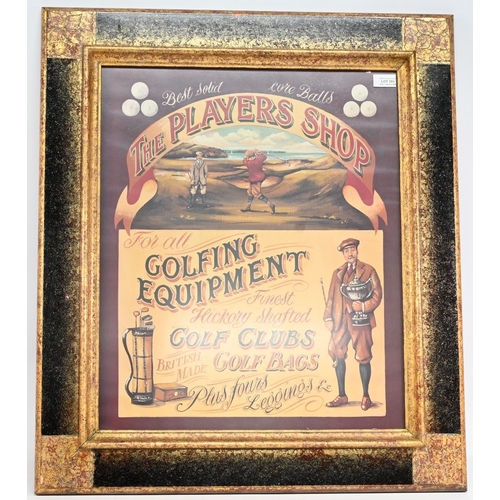 Best solid core Balls
THE PLAYERS SHOP
For all
GOLFING
EQUIPMENT
Finest
Hickory Shafted
GOLF CLUBS
BRITISH MADE
GOLF BAGS
Plus fours
Leggings &c